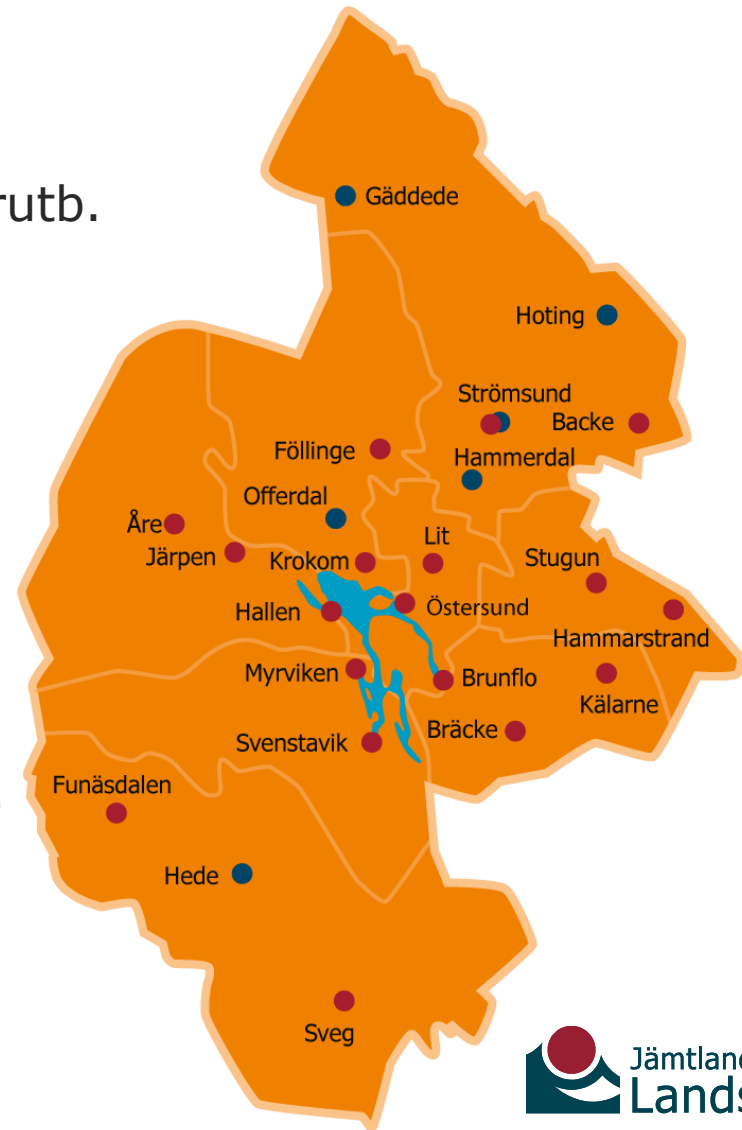 rutb.
Gäddede
Hoting
Strömsund
Backe
Föllinge
Hammerdal
Offerdal
Åre
Lit
Järpen
Krokom
Stugun
Hallen
Östersund
Hammarstrand
Myrviken
Brunflo
Kälarne
Bräcke
Svenstavik
Funäsdalen
Hede
Sveg
Jämtland
Lands